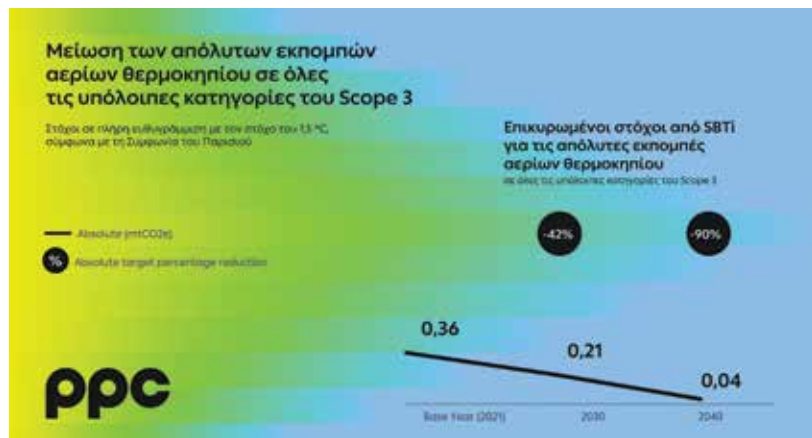 Μείωση των απόλυτων εκπομπών
αερίων θερμοκηπίου σε όλες
τις υπόλοιπες κατηγορίες του Scope 3
Στόχοι σε πλήρη ευθυγράμμιση με τον στόχο του 1,5 °C,
σύμφωνα με τη Συμφωνία του Παρισιού
Επικυρωμένοι στόχοι από SBTi
για τις απόλυτες εκπομπές
αερίων θερμοκηπίου
σε όλες τις υπόλοιπες κατηγορίες του Scope 3
Absolute (mtCO2e)
% Absolute target percentage reduction
-42%
-90%
0,36
0,21
0,04
Base Year (2021)
2030
2040
ppc